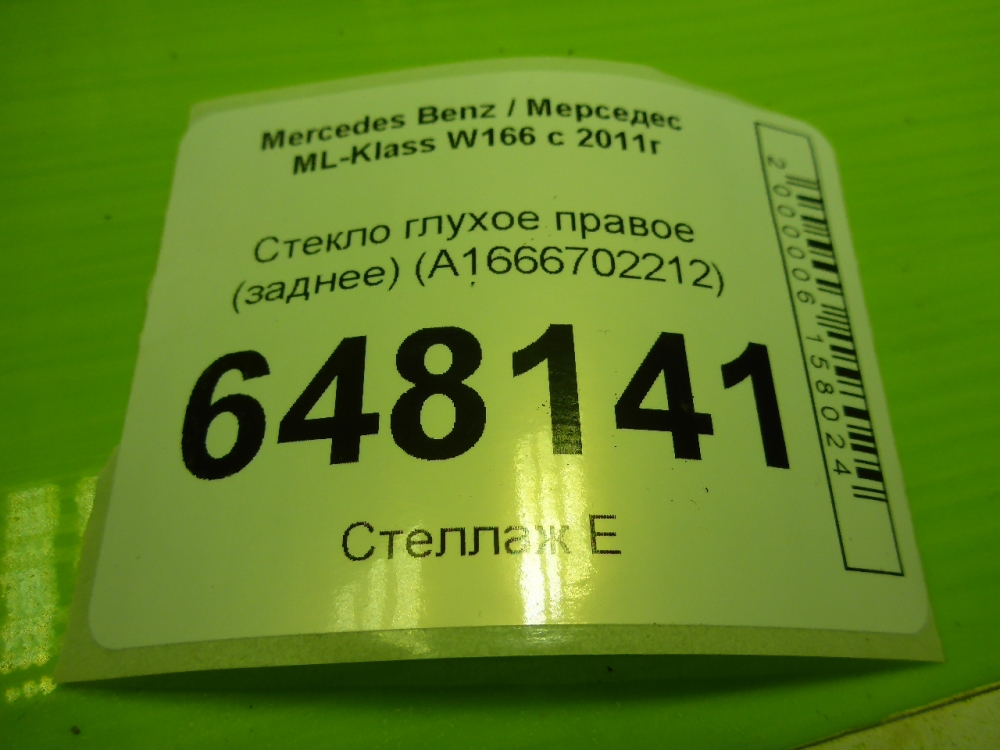 Mercedes Benz / Мерседес
ML-Klass W166 с 2011г
Стекло глухое правое
(заднее) (A1666702212)
648141
Стеллаж Е
2000006158024